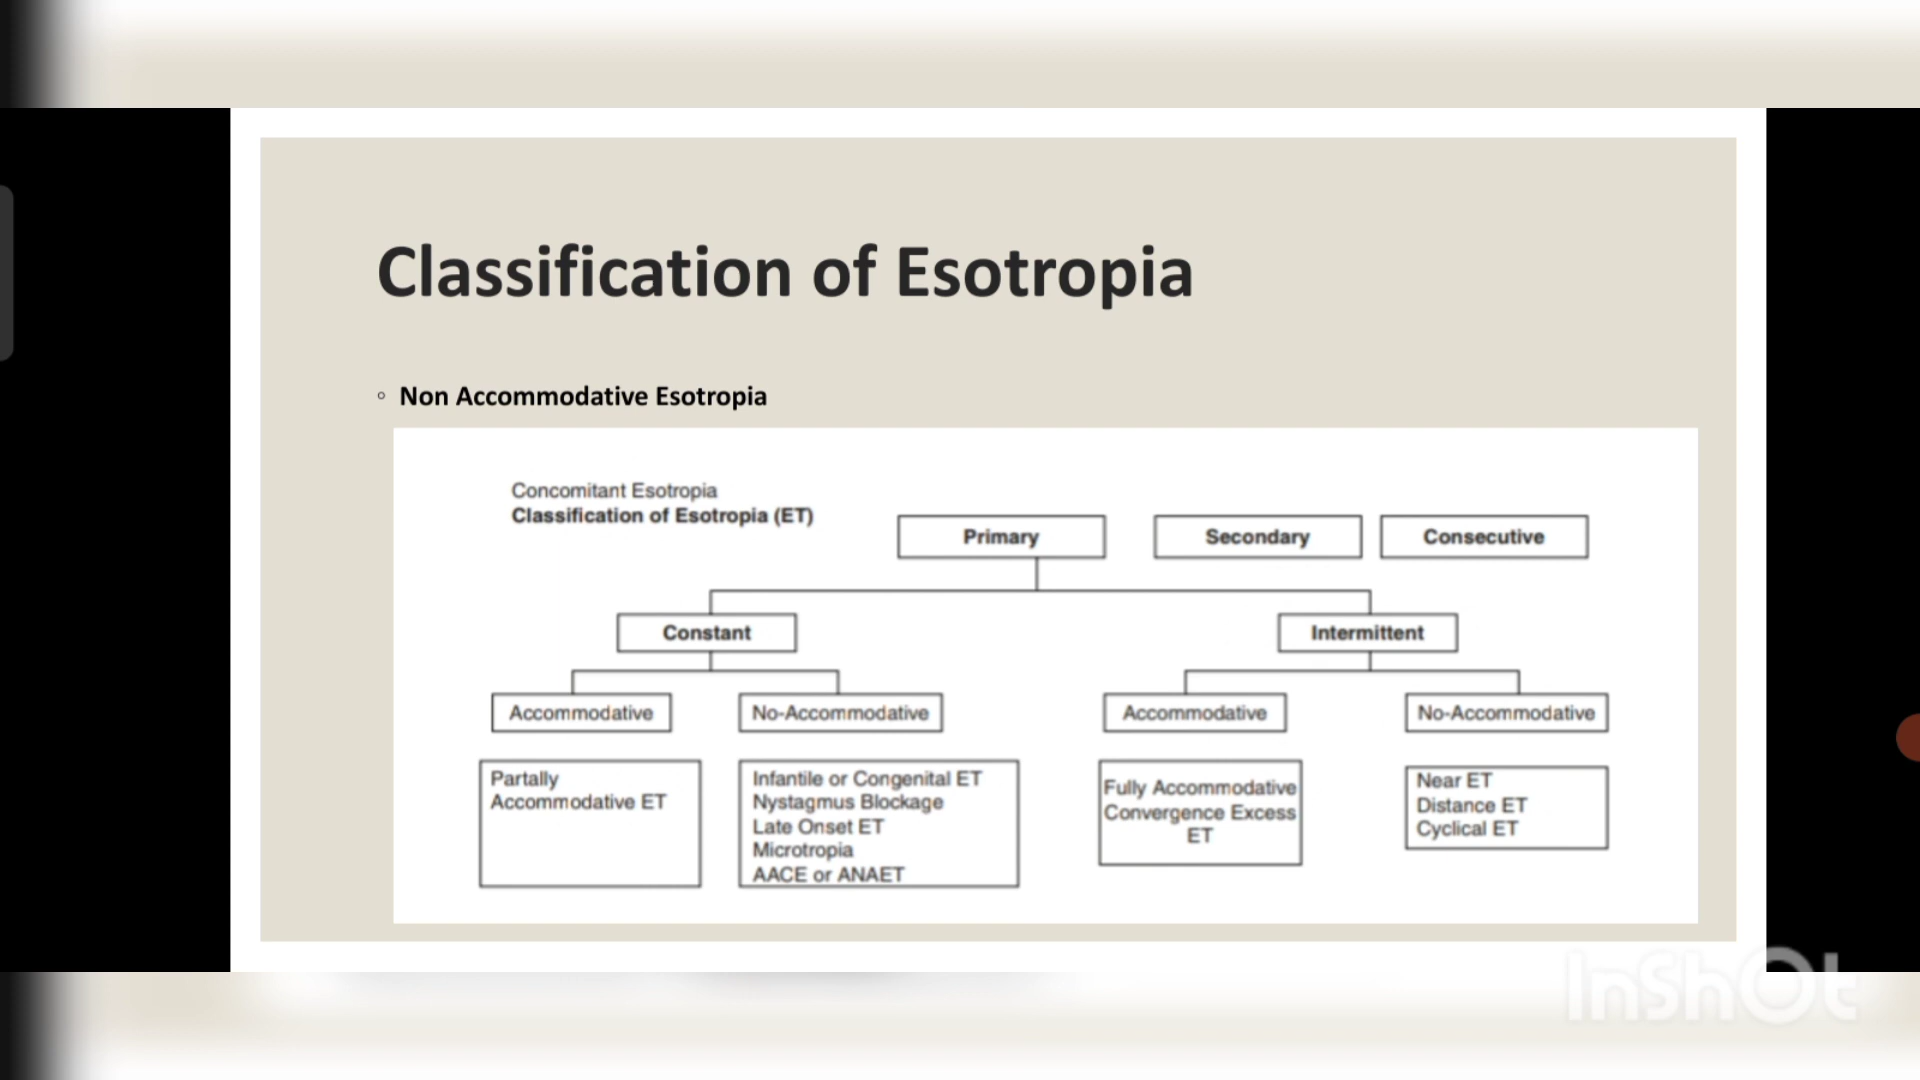 Classification of Esotropia
Non Accommodative Esotropia
Concomitant Esotropia
Classification of Esotropia (ET)
Primary
Secondary
Consecutive
Constant
Intermittent
Accommodative
No-Accommodative
Accommodative
No-Accommodative
Partally
Accommodative ET
Infantile or Congenital ET
Nystagmus Blockage
Late Onset ET
Microtropia
AACE or ANAET
Fully Accommodative
Convergence Excess
ET
Near ET
Distance ET
Cyclical ET
InShOt